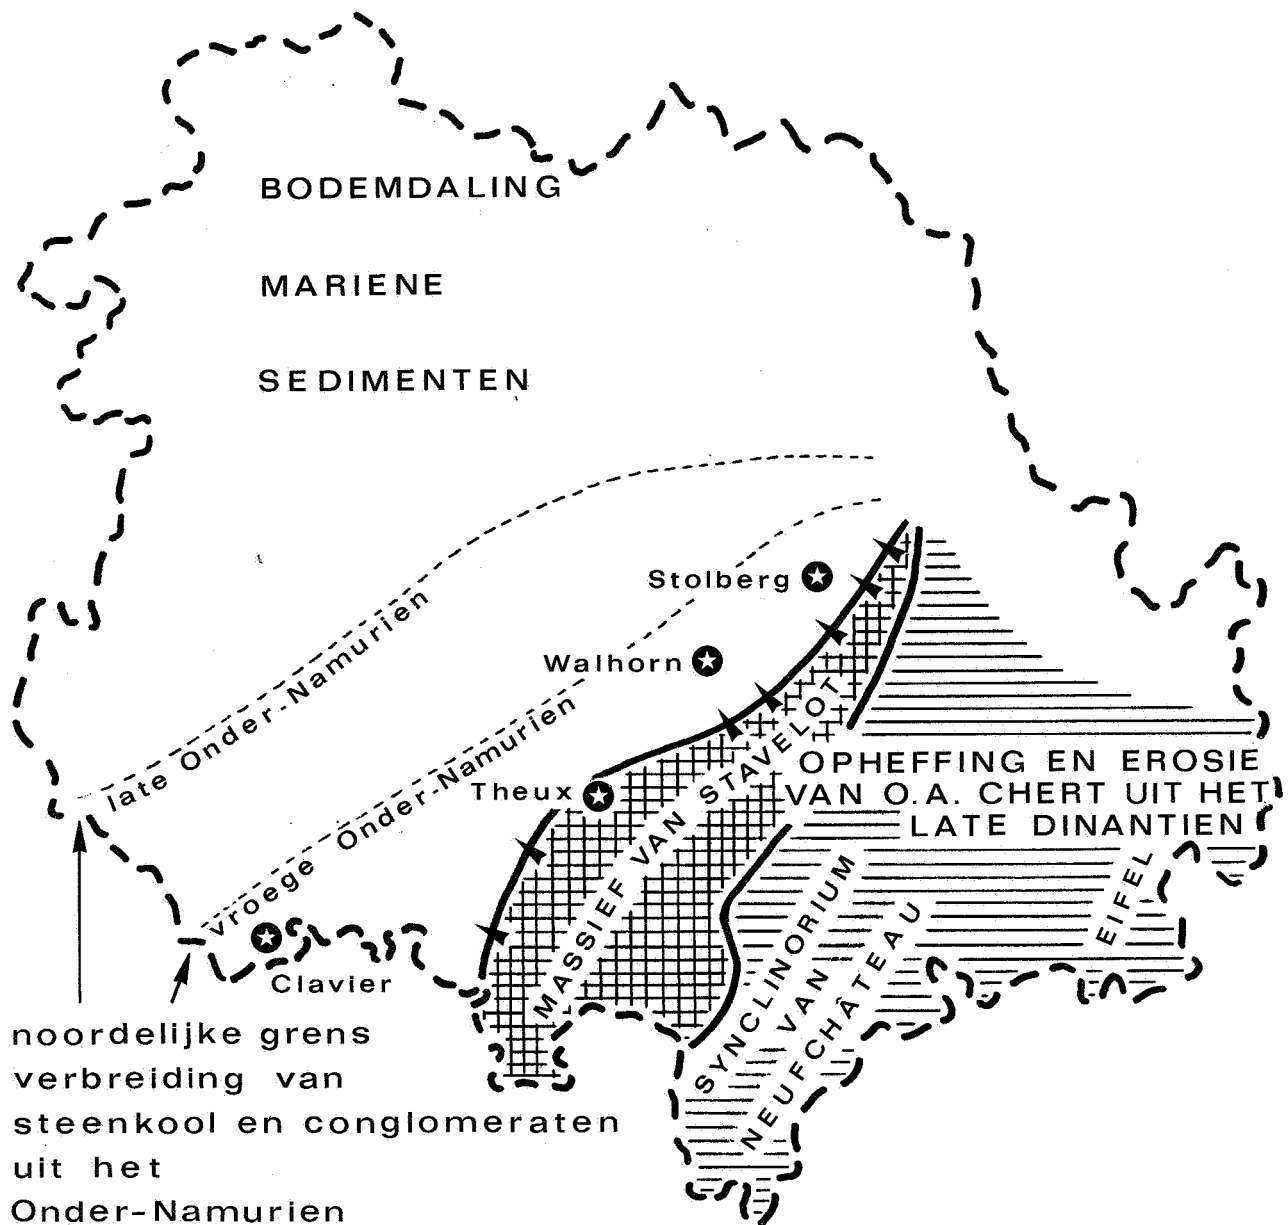 BODEMDALING
MARIENE
SEDIMENTEN
Stolberg
Walhorn
late Onder-Namurien
vroege Onder-Namurien
Theux
MASSIEF VAN STAVELOT
OPHEFFING EN EROSIE
VAN O.A. CHERT UIT HET
LATE DINANTIEN
SYNCLINORIUM
VAN
NEUFCHÂTEAU
EIFEL
Clavier
noordelijke grens
verbreiding van
steenkool en conglomeraten
uit het
Onder-Namurien